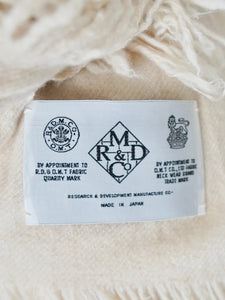 R.&D.M.CO.
O.M.T.
M
R & D
Co
BY APPOINTMENT TO
R.D.& O.M.T FABRIC
QUALITY MARK
BY APPOINTMENT TO
O.M.T CO.,LTD FABRIC
NECK WEAR BRAND
TRADE MARK
RESEARCH & DEVELOPMENT MANUFACTURE CO-
MADE IN JAPAN